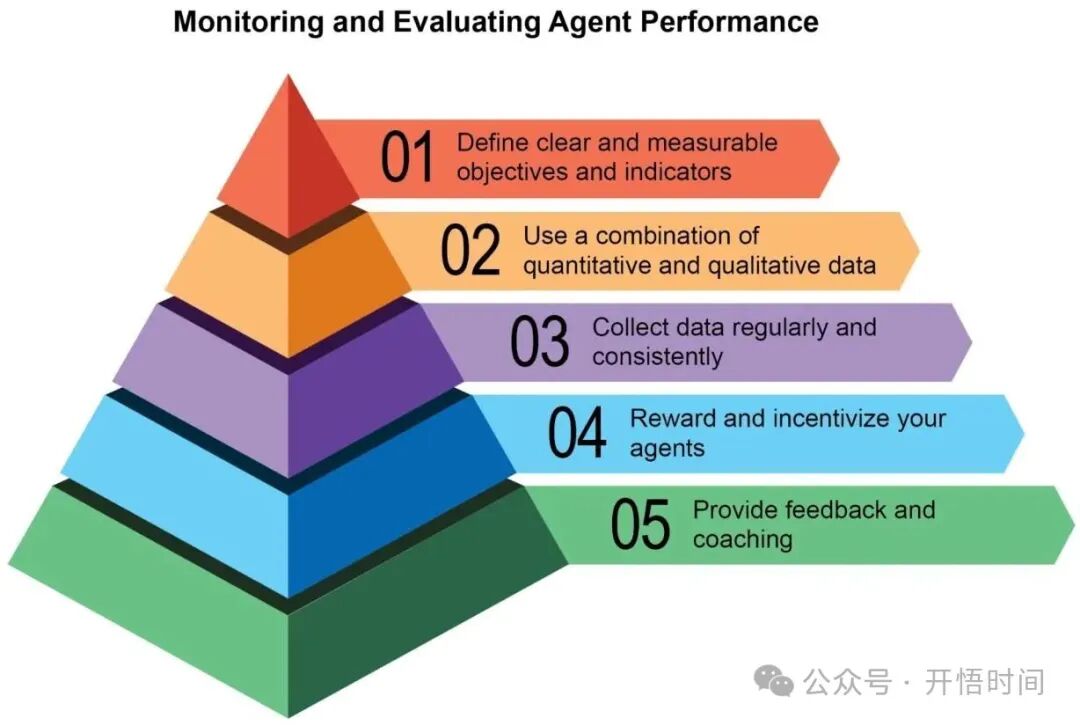 Monitoring and Evaluating Agent Performance
01
Define clear and measurable
objectives and indicators
02
Use a combination of
quantitative and qualitative data
03
Collect data regularly and
consistently
04
Reward and incentivize your
agents
05
Provide feedback and
coaching
公众号 · 开悟时间